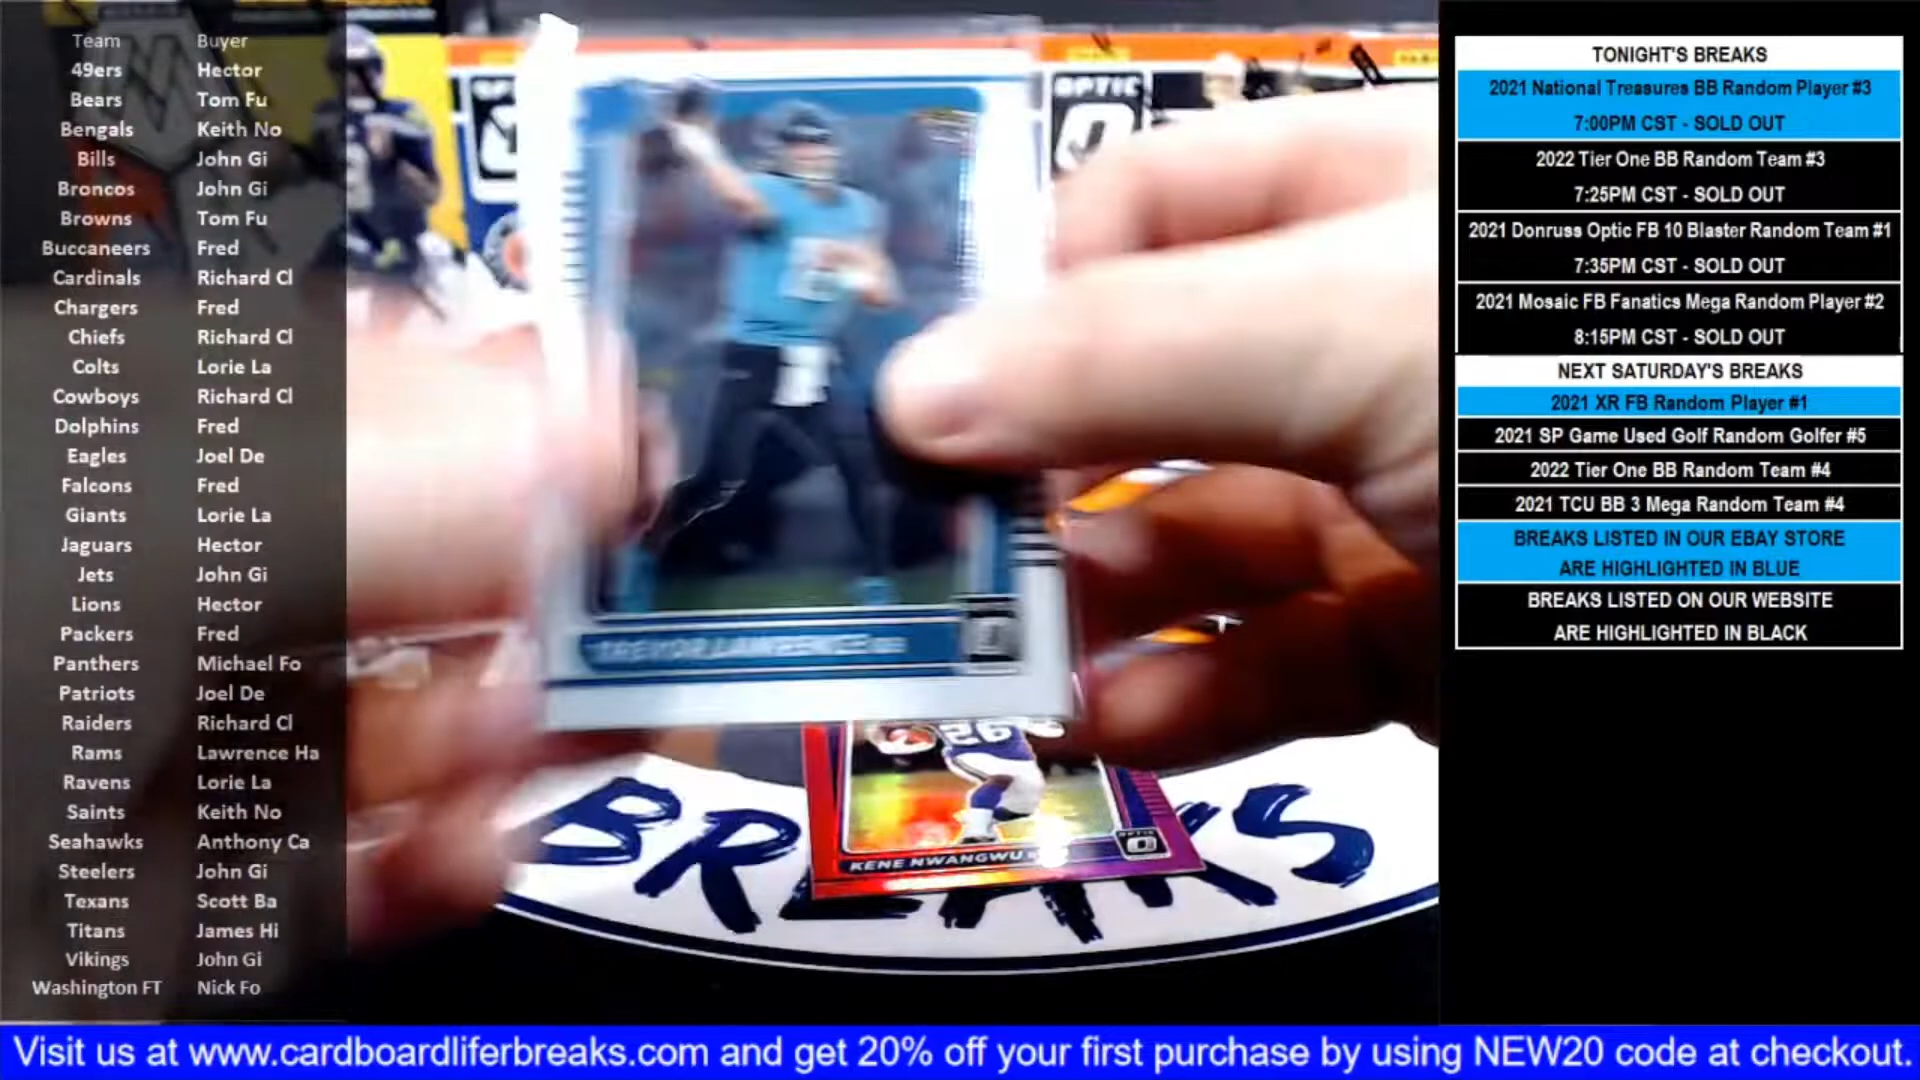 Team Buyer
49ers Hector
Bears Tom Fu
Bengals Keith No
Bills John Gi
Broncos John Gi
Browns Tom Fu
Buccaneers Fred
Cardinals Richard Cl
Chargers Fred
Chiefs Richard Cl
Colts Lorie La
Cowboys Richard Cl
Dolphins Fred
Eagles Joel De
Falcons Fred
Giants Lorie La
Jaguars Hector
Jets John Gi
Lions Hector
Packers Fred
Panthers Michael Fo
Patriots Joel De
Raiders Richard Cl
Rams Lawrence Ha
Ravens Lorie La
Saints Keith No
Seahawks Anthony Ca
Steelers John Gi
Texans Scott Ba
Titans James Hi
Vikings John Gi
Washington FT Nick Fo
OPTIC
OPTIC
TREVOR LAWRENCE
26
KENE NWANGWU
OPTIC
BREAKS
TONIGHT'S BREAKS
2021 National Treasures BB Random Player #3
7:00PM CST - SOLD OUT
2022 Tier One BB Random Team #3
7:25PM CST - SOLD OUT
2021 Donruss Optic FB 10 Blaster Random Team #1
7:35PM CST - SOLD OUT
2021 Mosaic FB Fanatics Mega Random Player #2
8:15PM CST - SOLD OUT
NEXT SATURDAY'S BREAKS
2021 XR FB Random Player #1
2021 SP Game Used Golf Random Golfer #5
2022 Tier One BB Random Team #4
2021 TCU BB 3 Mega Random Team #4
BREAKS LISTED IN OUR EBAY STORE
ARE HIGHLIGHTED IN BLUE
BREAKS LISTED ON OUR WEBSITE
ARE HIGHLIGHTED IN BLACK
Visit us at www.cardboardliferbreaks.com and get 20% off your first purchase by using NEW20 code at checkout.